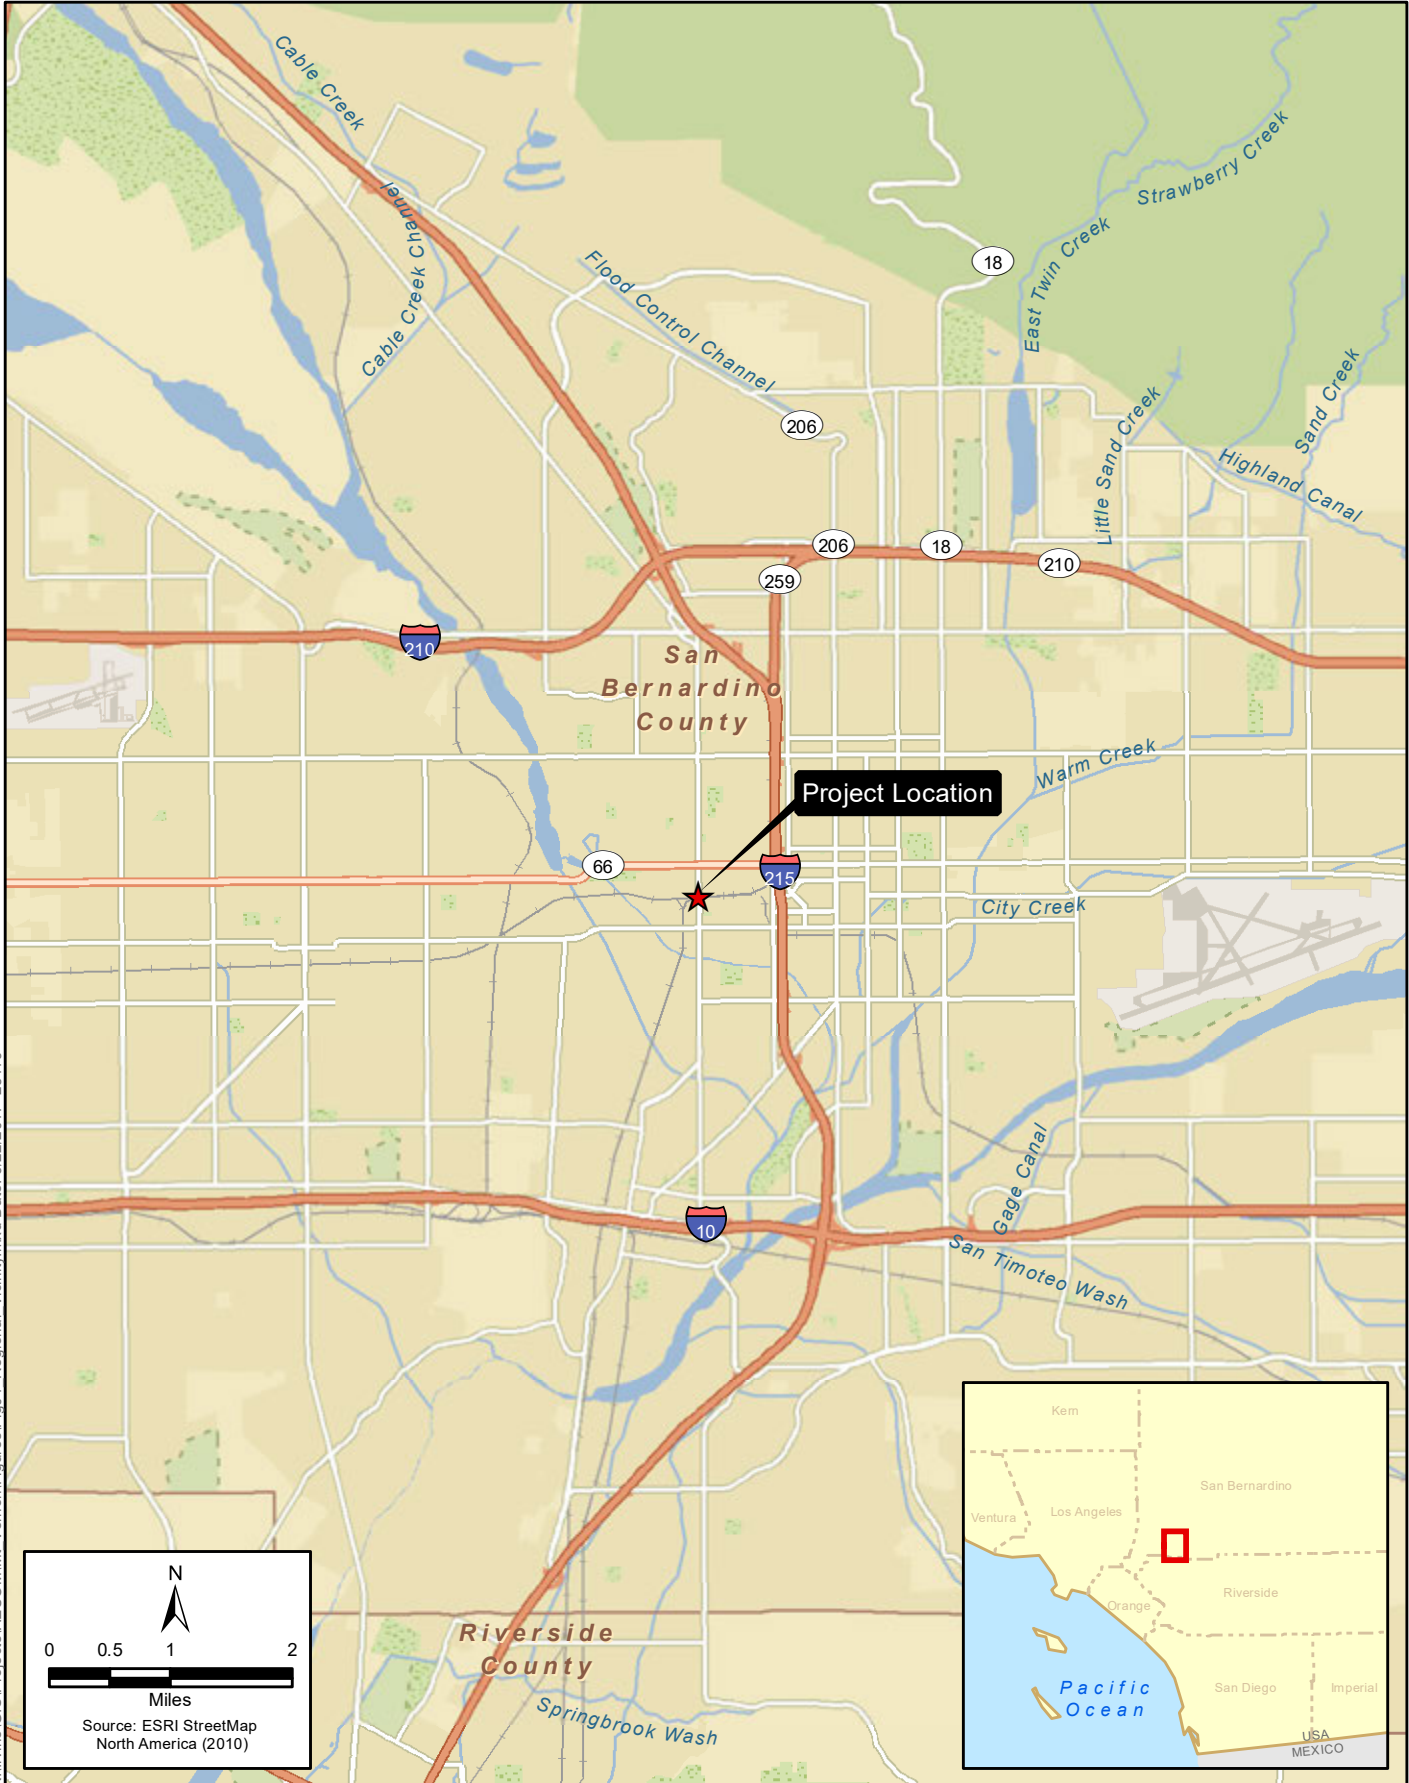 Cable Creek
Cable Creek Channel
Flood Control Channel
18
East Twin Creek
Strawberry Creek
206
Little Sand Creek
Sand Creek
Highland Canal
206
18
210
259
210
San
Bernardino
County
Warm Creek
Project Location
66
215
City Creek
Gage Canal
10
San Timoteo Wash
Riverside
County
Springbrook Wash
N
0 0.5 1 2
Miles
Source: ESRI StreetMap
North America (2010)
Kern
San Bernardino
Ventura
Los Angeles
Orange
Riverside
San Diego
Imperial
Pacific
Ocean
USA
MEXICO